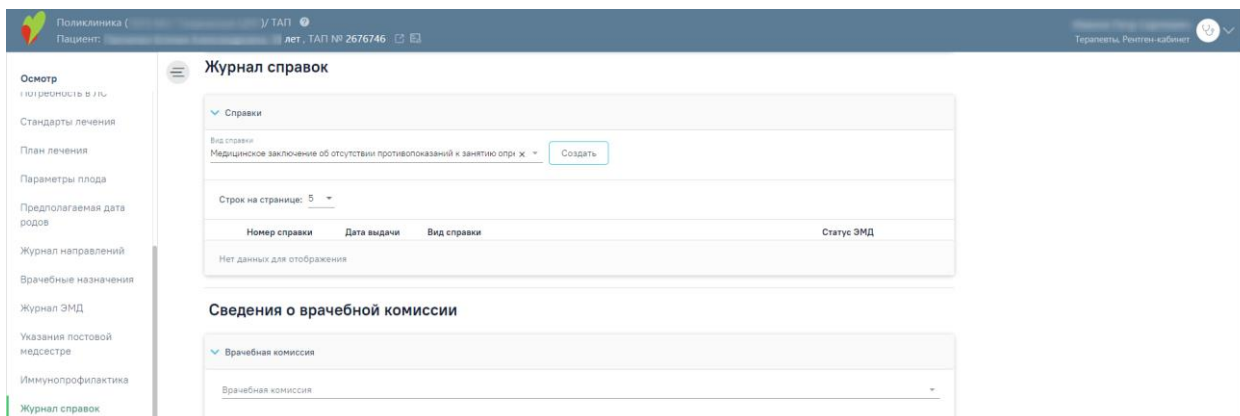 Поликлиника ( )/ ТАП
Пациент: лет , ТАП № 2676746
Терапевты, Рентген-кабинет
Осмотр
Потребность в ЛС
Стандарты лечения
План лечения
Параметры плода
Предполагаемая дата
родов
Журнал направлений
Врачебные назначения
Журнал ЭМД
Указания постовой
медсестре
Иммунопрофилактика
Журнал справок
Журнал справок
Справки
Вид справки
Медицинское заключение об отсутствии противопоказаний к занятию опре
Создать
Строк на странице: 5
Номер справки Дата выдачи Вид справки Статус ЭМД
Нет данных для отображения
Сведения о врачебной комиссии
Врачебная комиссия
Врачебная комиссия